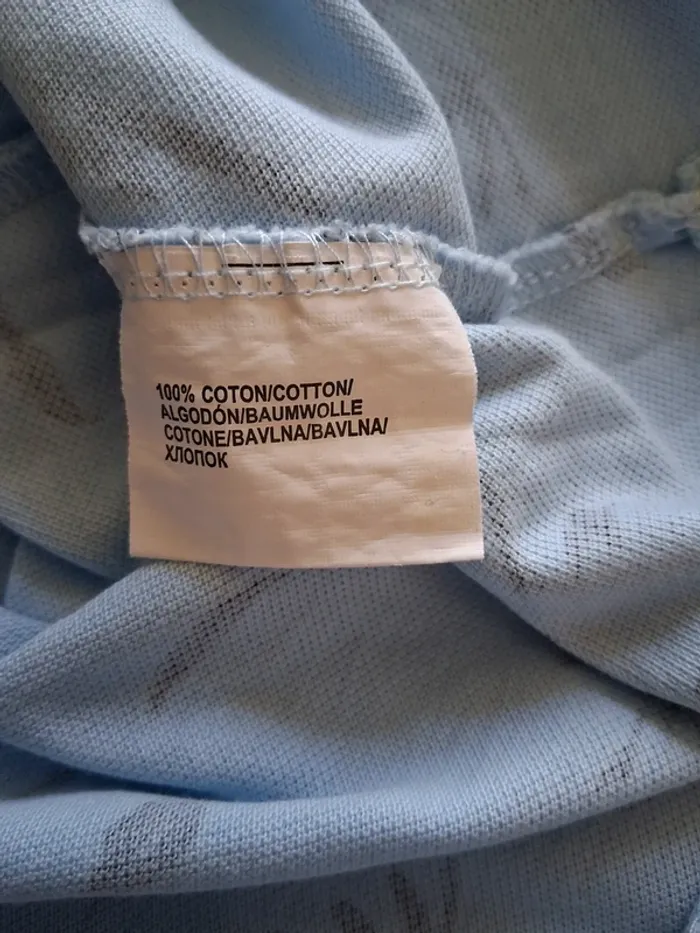 100% COTON/COTTON/
ALGODÓN/BAUMWOLLE
COTONE/BAVLNA/BAVLNA/
ХЛОПОК